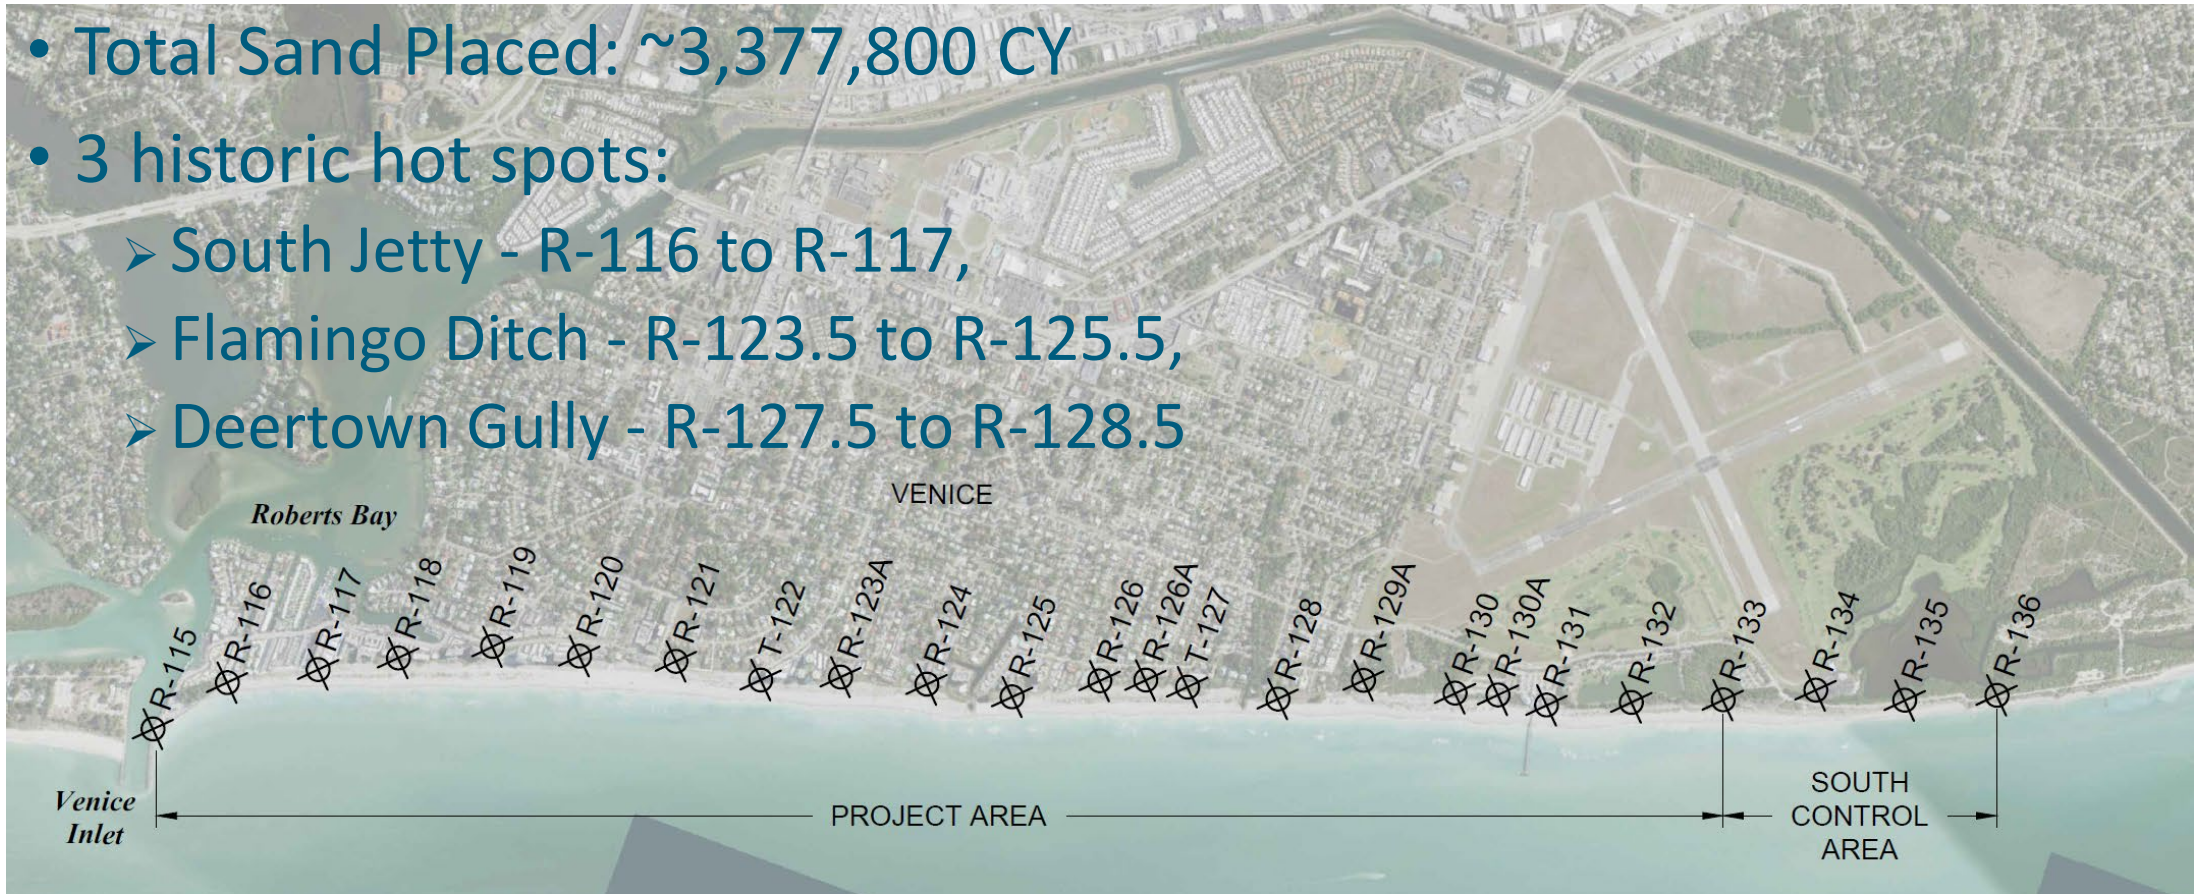 • Total Sand Placed: ~3,377,800 CY
• 3 historic hot spots:
➢ South Jetty - R-116 to R-117,
➢ Flamingo Ditch - R-123.5 to R-125.5,
➢ Deertown Gully - R-127.5 to R-128.5
VENICE
Roberts Bay
R-115
R-116
R-117
R-118
R-119
R-120
R-121
T-122
R-123A
R-124
R-125
R-126
R-126A
T-127
R-128
R-129A
R-130
R-130A
R-131
R-132
R-133
R-134
R-135
R-136
Venice
Inlet
PROJECT AREA
SOUTH
CONTROL
AREA